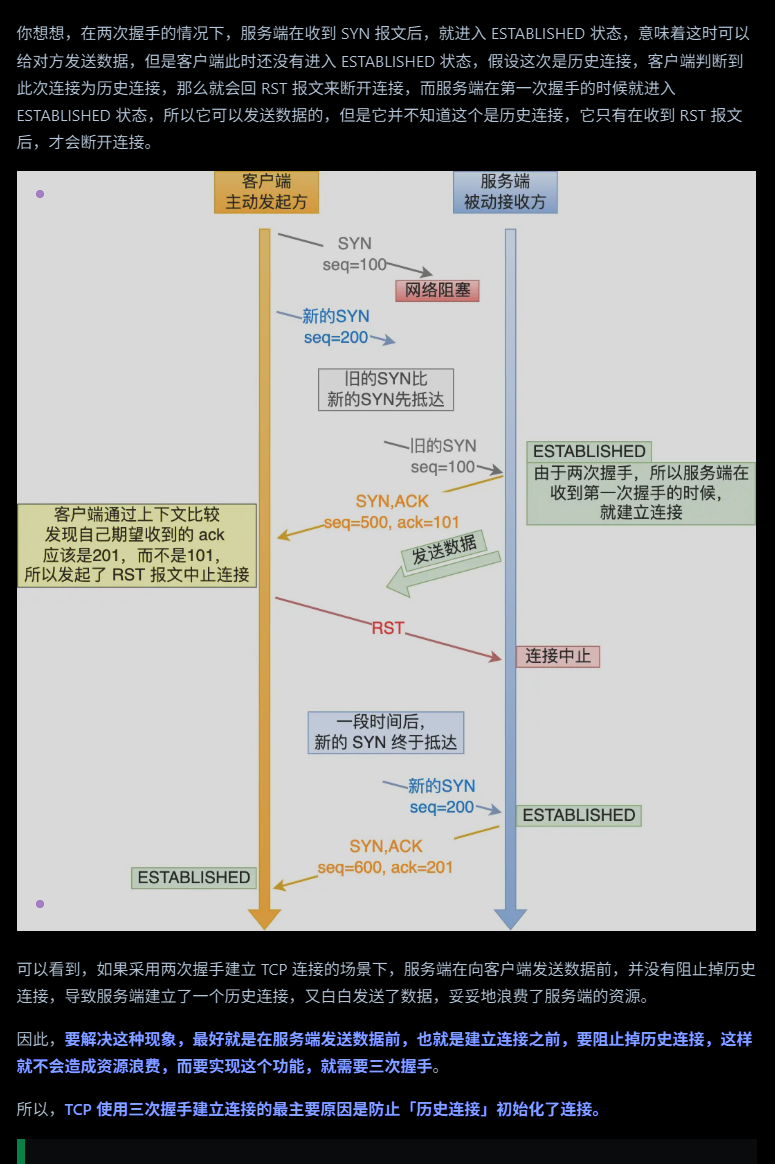 你想想，在两次握手的情况下，服务端在收到 SYN 报文后，就进入 ESTABLISHED 状态，意味着这时可以
给对方发送数据，但是客户端此时还没有进入 ESTABLISHED 状态，假设这次是历史连接，客户端判断到
此次连接为历史连接，那么就会回 RST 报文来断开连接，而服务端在第一次握手的时候就进入
ESTABLISHED 状态，所以它可以发送数据的，但是它并不知道这个是历史连接，它只有在收到 RST 报文
后，才会断开连接。
客户端
主动发起方
服务端
被动接收方
SYN
seq=100
网络阻塞
新的SYN
seq=200
旧的SYN比
新的SYN先抵达
旧的SYN
seq=100
ESTABLISHED
由于两次握手，所以服务端在
收到第一次握手的时候，
就建立连接
SYN,ACK
seq=500, ack=101
客户端通过上下文比较
发现自己期望收到的 ack
应该是201，而不是101，
所以发起了 RST 报文中止连接
发送数据
RST
连接中止
一段时间后，
新的 SYN 终于抵达
新的SYN
seq=200
ESTABLISHED
SYN,ACK
seq=600, ack=201
ESTABLISHED
可以看到，如果采用两次握手建立 TCP 连接的场景下，服务端在向客户端发送数据前，并没有阻止掉历史
连接，导致服务端建立了一个历史连接，又白白发送了数据，妥妥地浪费了服务端的资源。
因此，要解决这种现象，最好就是在服务端发送数据前，也就是建立连接之前，要阻止掉历史连接，这样
就不会造成资源浪费，而要实现这个功能，就需要三次握手。
所以，TCP 使用三次握手建立连接的最主要原因是防止「历史连接」初始化了连接。